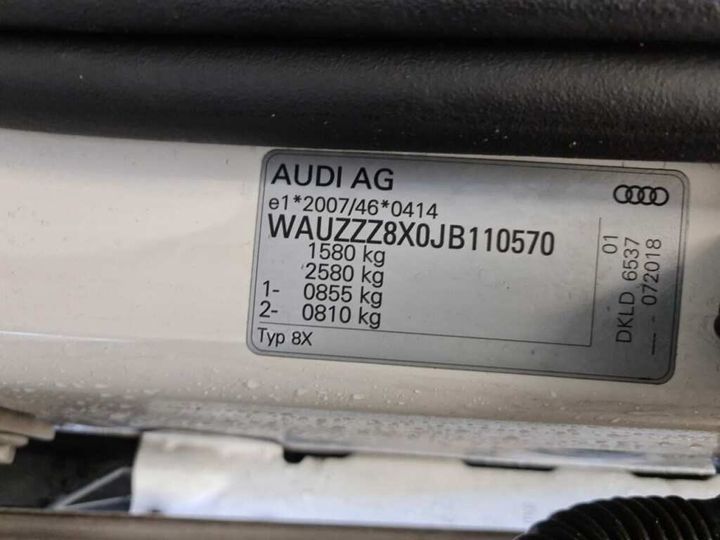 AUDI AG
e1*2007/46*0414
WAUZZZ8X0JB110570
1580 kg
2580 kg
1- 0855 kg
2- 0810 kg
Typ 8X
01
DKLD 6537
--- - 072018